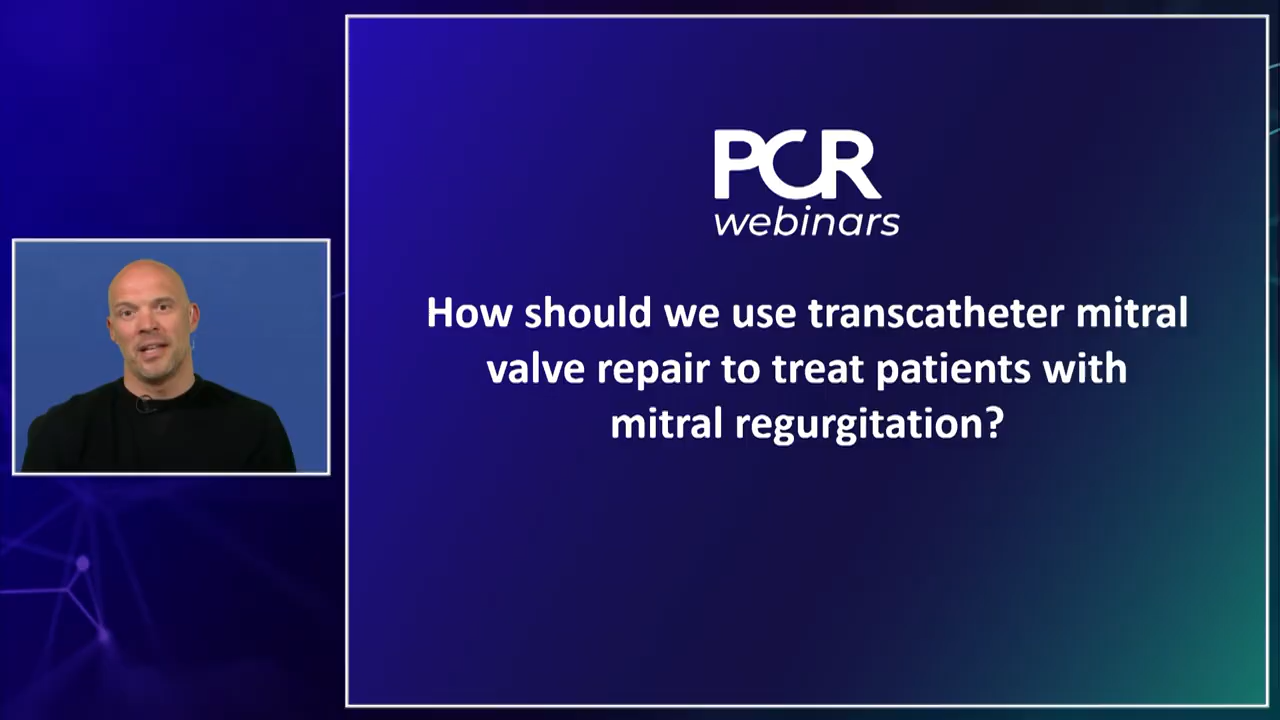 PCR
webinars
How should we use transcatheter mitral
valve repair to treat patients with
mitral regurgitation?